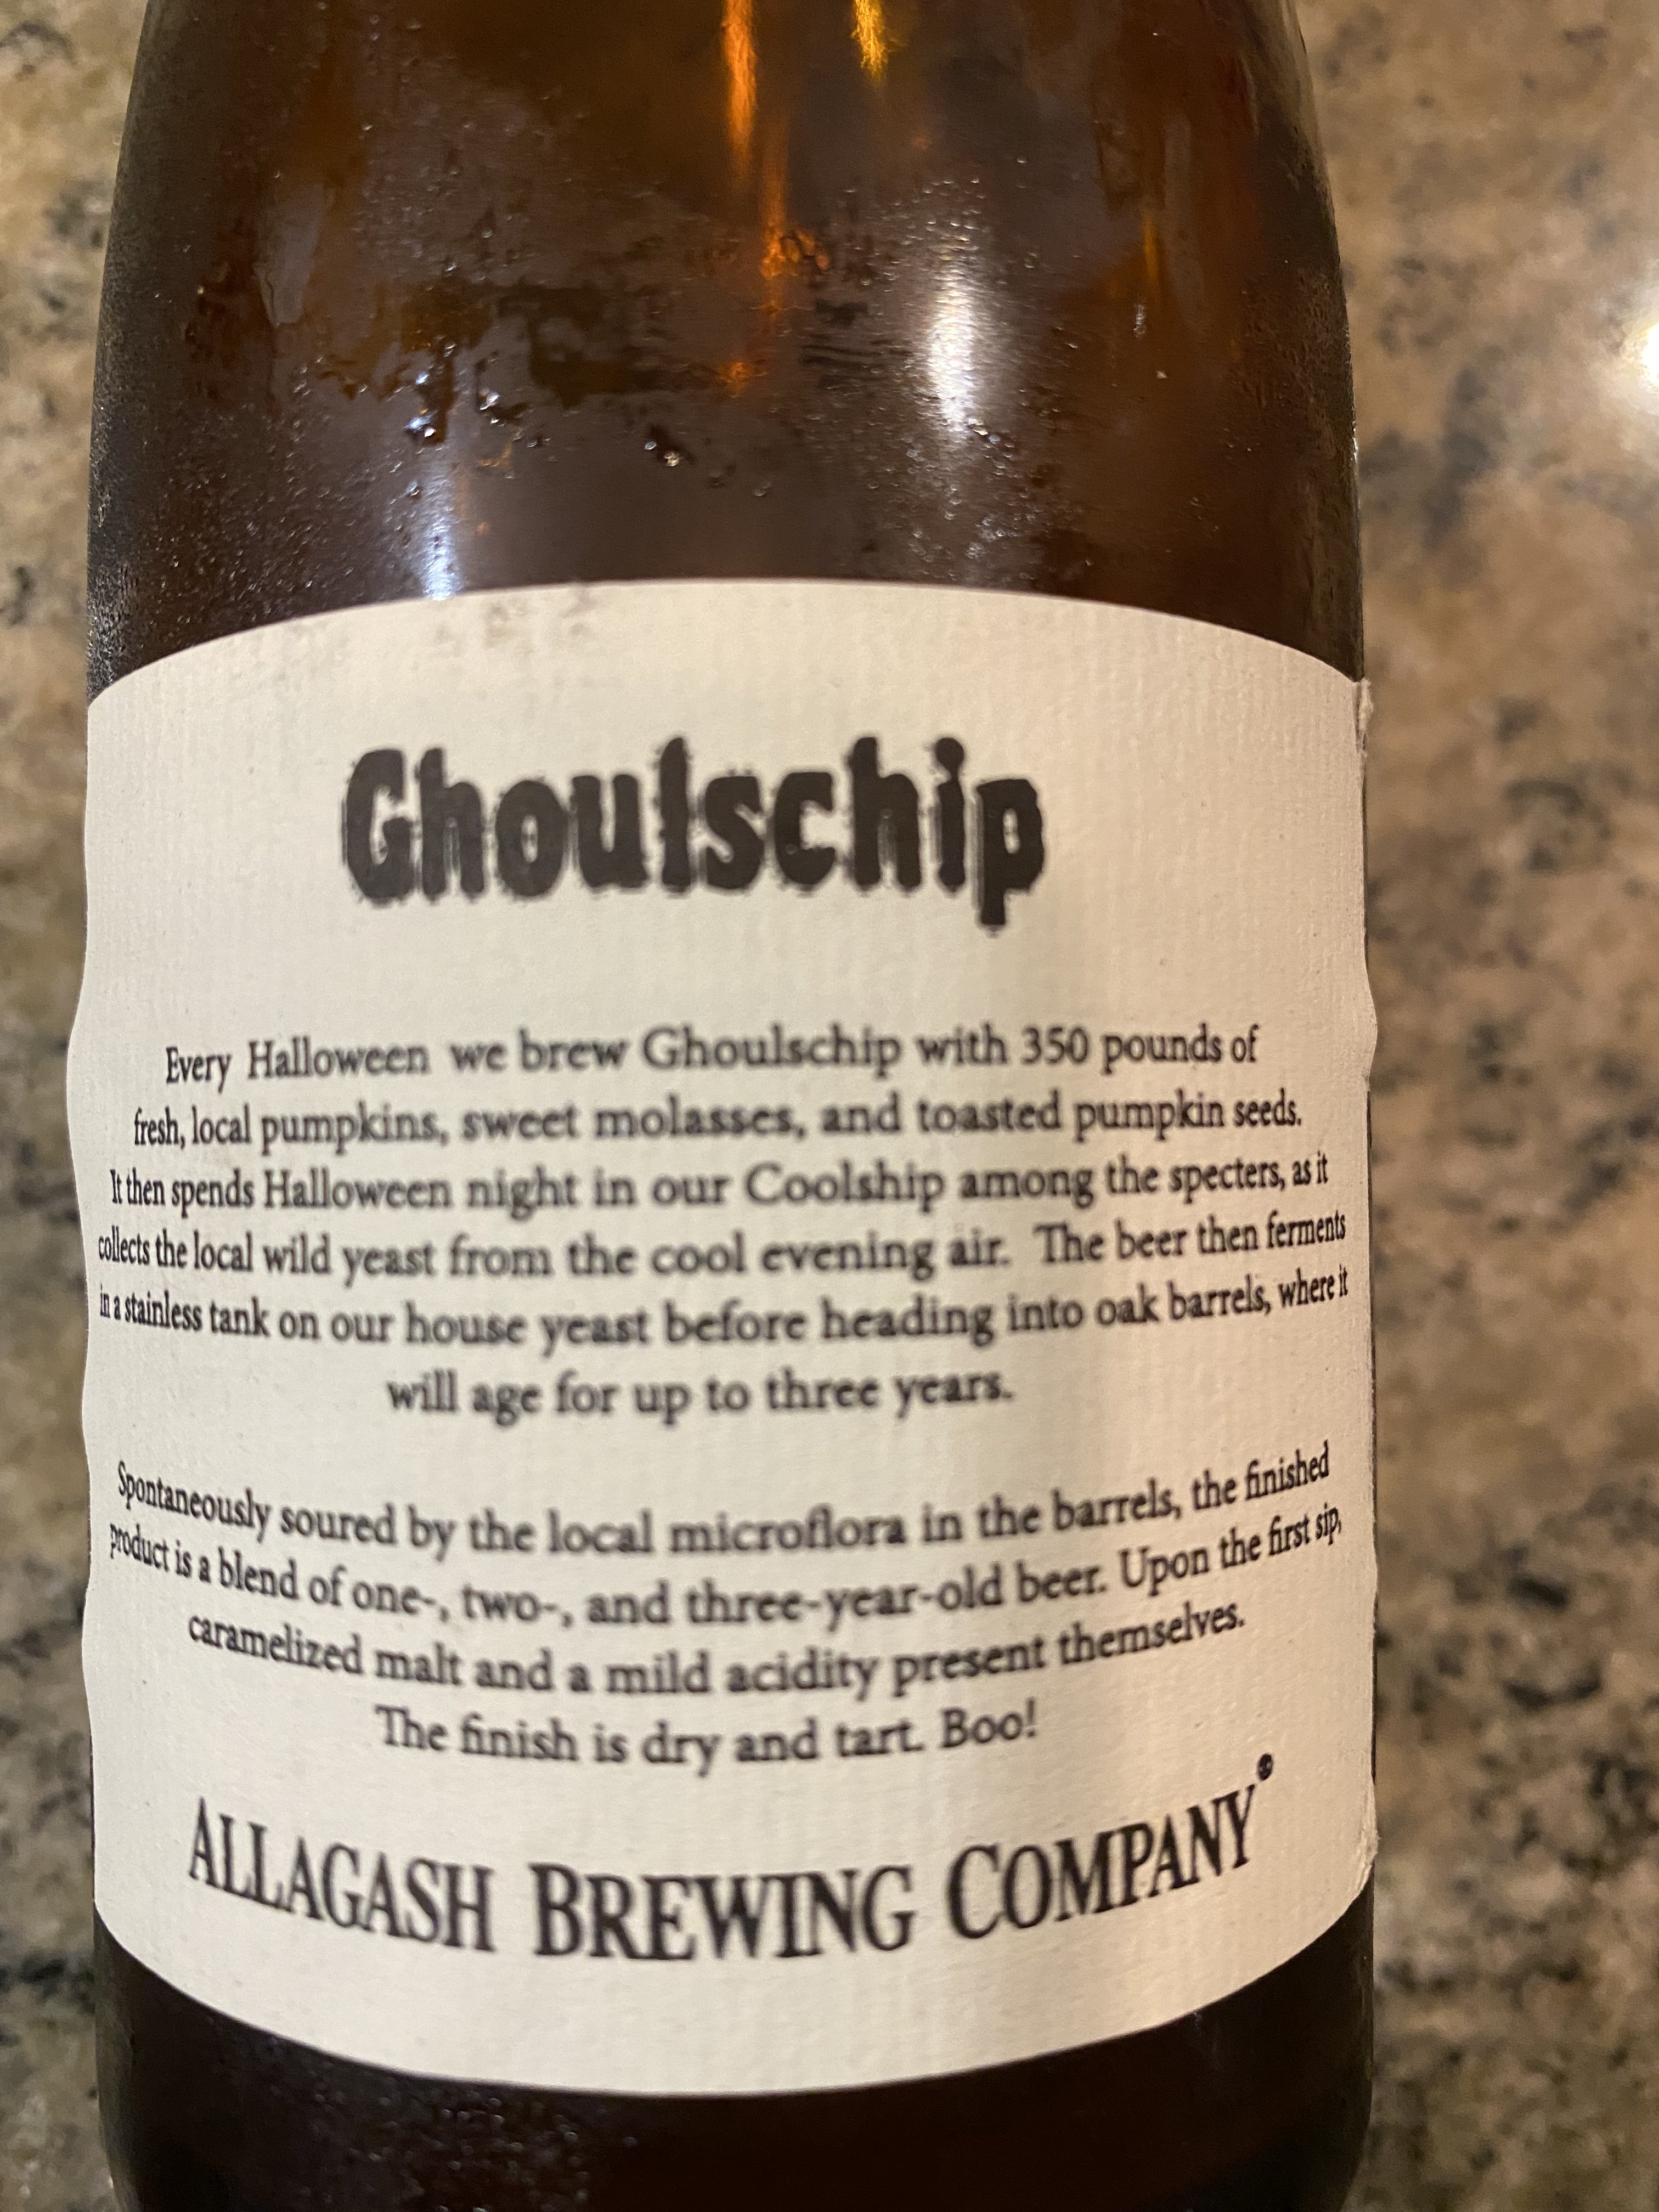 Ghoulschip
Every Halloween we brew Ghoulschip with 350 pounds of
fresh, local pumpkins, sweet molasses, and toasted pumpkin seeds.
It then spends Halloween night in our Coolship among the specters, as it
collects the local wild yeast from the cool evening air. The beer then ferments
in a stainless tank on our house yeast before heading into oak barrels, where it
will age for up to three years.
Spontaneously soured by the local microflora in the barrels, the finished
product is a blend of one-, two-, and three-year-old beer. Upon the first sip,
caramelized malt and a mild acidity present themselves.
The finish is dry and tart. Boo!
ALLAGASH BREWING COMPANY